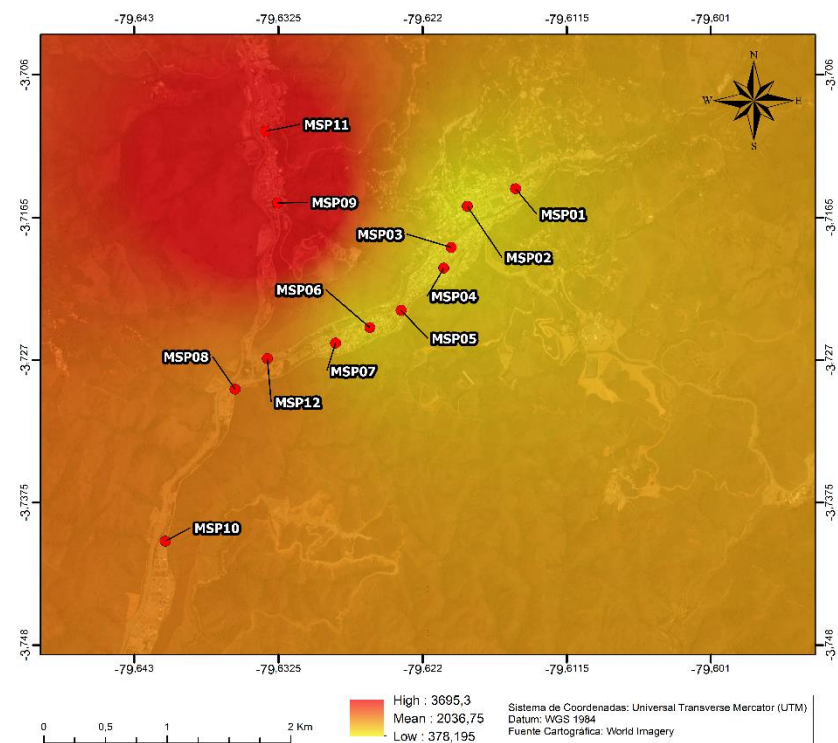 -79.643 -79.6325 -79.622 -79.6115 -79.601
-3.706 -3.706
N
W E
S
MSP11
MSP09
MSP01
-3.7165 -3.7165
MSP03
MSP02
MSP04
MSP06
MSP05
-3.727 -3.727
MSP08
MSP07
MSP12
-3.7375 -3.7375
MSP10
-3.748 -3.748
-79.643 -79.6325 -79.622 -79.6115 -79.601
High : 3695,3
Mean : 2036,75
Low : 378,195
Sistema de Coordenadas: Universal Transverse Mercator (UTM)
Datum: WGS 1984
Fuente Cartográfica: World Imagery
0 0,5 1 2 Km